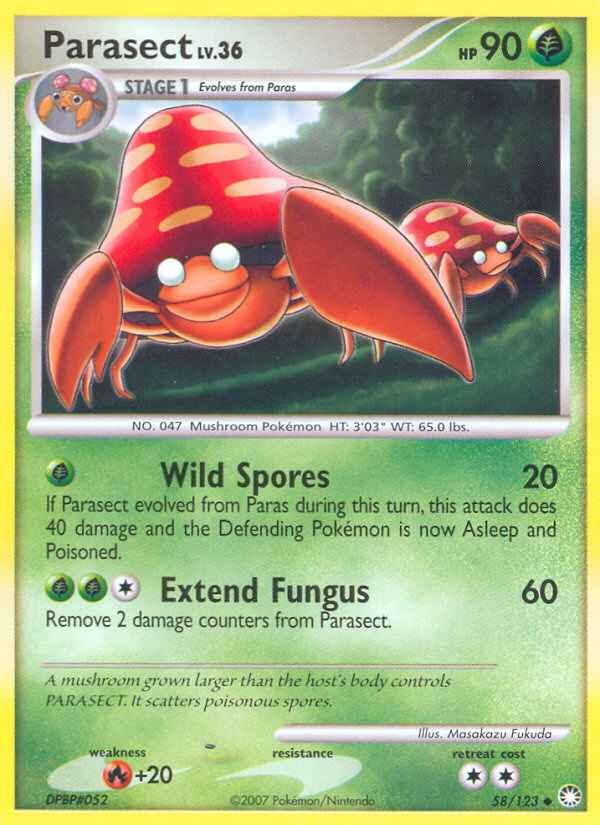 Parasect LV.36
HP 90
STAGE 1 Evolves from Paras
NO. 047 Mushroom Pokémon HT: 3'03" WT: 65.0 lbs.
Wild Spores 20
If Parasect evolved from Paras during this turn, this attack does
40 damage and the Defending Pokémon is now Asleep and
Poisoned.
Extend Fungus 60
Remove 2 damage counters from Parasect.
A mushroom grown larger than the host's body controls
PARASECT. It scatters poisonous spores.
Illus. Masakazu Fukuda
weakness resistance retreat cost
+20
DPBP#052 ©2007 Pokémon/Nintendo 58/123